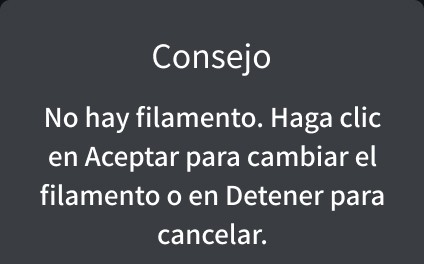 Consejo
No hay filamento. Haga clic
en Aceptar para cambiar el
filamento o en Detener para
cancelar.